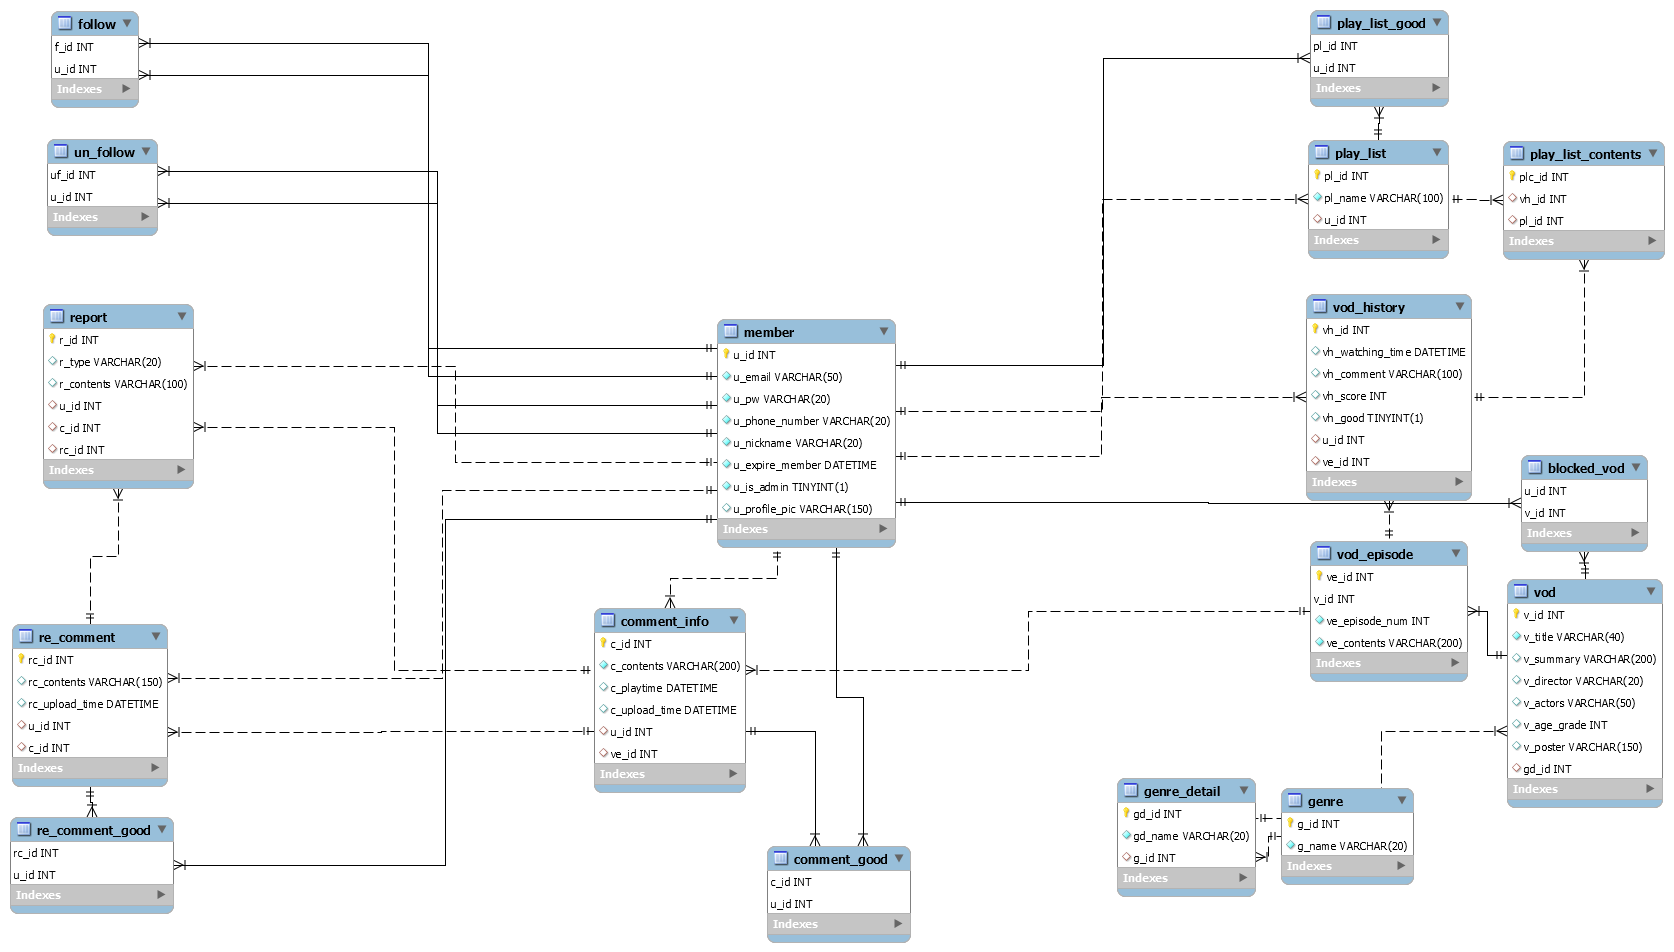 follow
f_id INT
u_id INT
Indexes
un_follow
uf_id INT
u_id INT
Indexes
report
r_id INT
r_type VARCHAR(20)
r_contents VARCHAR(100)
u_id INT
c_id INT
rc_id INT
Indexes
re_comment
rc_id INT
rc_contents VARCHAR(150)
rc_upload_time DATETIME
u_id INT
c_id INT
Indexes
re_comment_good
rc_id INT
u_id INT
Indexes
member
u_id INT
u_email VARCHAR(50)
u_pw VARCHAR(20)
u_phone_number VARCHAR(20)
u_nickname VARCHAR(20)
u_expire_member DATETIME
u_is_admin TINYINT(1)
u_profile_pic VARCHAR(150)
Indexes
comment_info
c_id INT
c_contents VARCHAR(200)
c_playtime DATETIME
c_upload_time DATETIME
u_id INT
ve_id INT
Indexes
comment_good
c_id INT
u_id INT
Indexes
play_list_good
pl_id INT
u_id INT
Indexes
play_list
pl_id INT
pl_name VARCHAR(100)
u_id INT
Indexes
play_list_contents
plc_id INT
vh_id INT
pl_id INT
Indexes
vod_history
vh_id INT
vh_watching_time DATETIME
vh_comment VARCHAR(100)
vh_score INT
vh_good TINYINT(1)
u_id INT
ve_id INT
Indexes
blocked_vod
u_id INT
v_id INT
Indexes
vod_episode
ve_id INT
v_id INT
ve_episode_num INT
ve_contents VARCHAR(200)
Indexes
vod
v_id INT
v_title VARCHAR(40)
v_summary VARCHAR(200)
v_director VARCHAR(20)
v_actors VARCHAR(50)
v_age_grade INT
v_poster VARCHAR(150)
gd_id INT
Indexes
genre_detail
gd_id INT
gd_name VARCHAR(20)
g_id INT
Indexes
genre
g_id INT
g_name VARCHAR(20)
Indexes